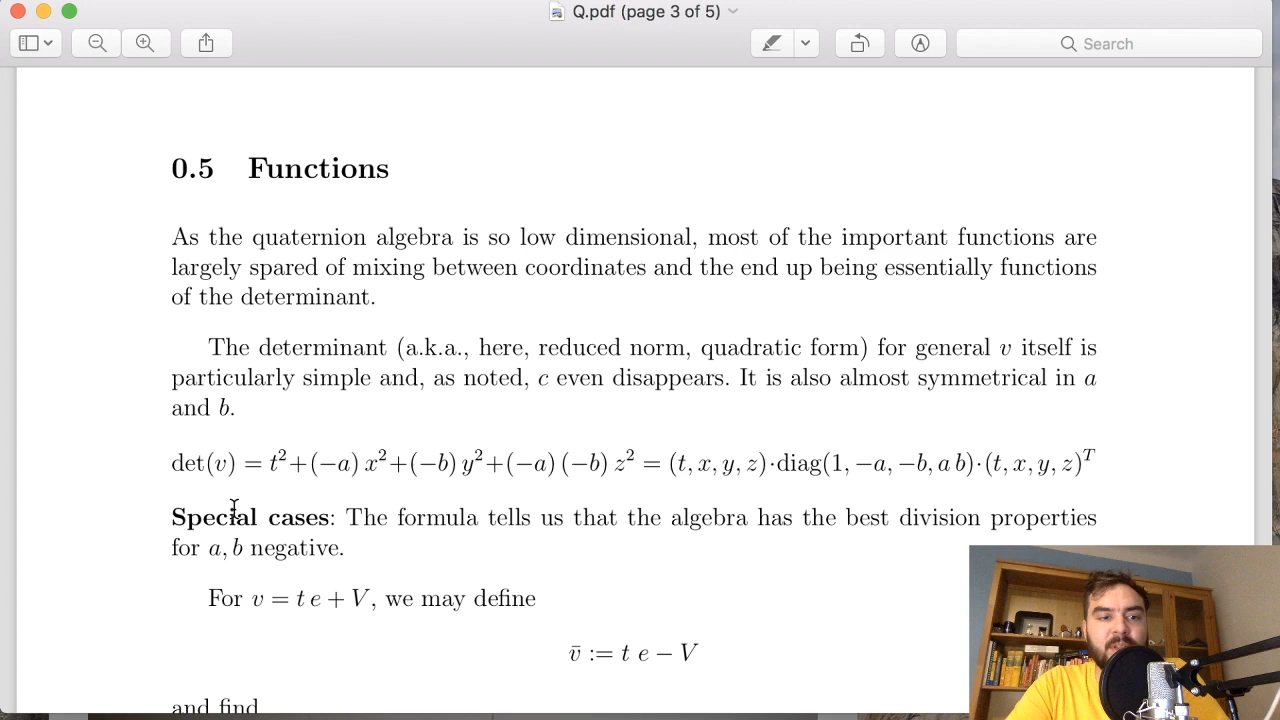 Q.pdf (page 3 of 5)
Search
0.5 Functions
As the quaternion algebra is so low dimensional, most of the important functions are
largely spared of mixing between coordinates and the end up being essentially functions
of the determinant.
The determinant (a.k.a., here, reduced norm, quadratic form) for general v itself is
particularly simple and, as noted, c even disappears. It is also almost symmetrical in a
and b.
det(v) = t²+(−a) x²+(−b) y²+(−a) (−b) z² = (t, x, y, z)·diag(1, −a, −b, a b)·(t, x, y, z)ᵀ
Special cases: The formula tells us that the algebra has the best division properties
for a, b negative.
For v = t e + V, we may define
v̄ := t e − V
and find